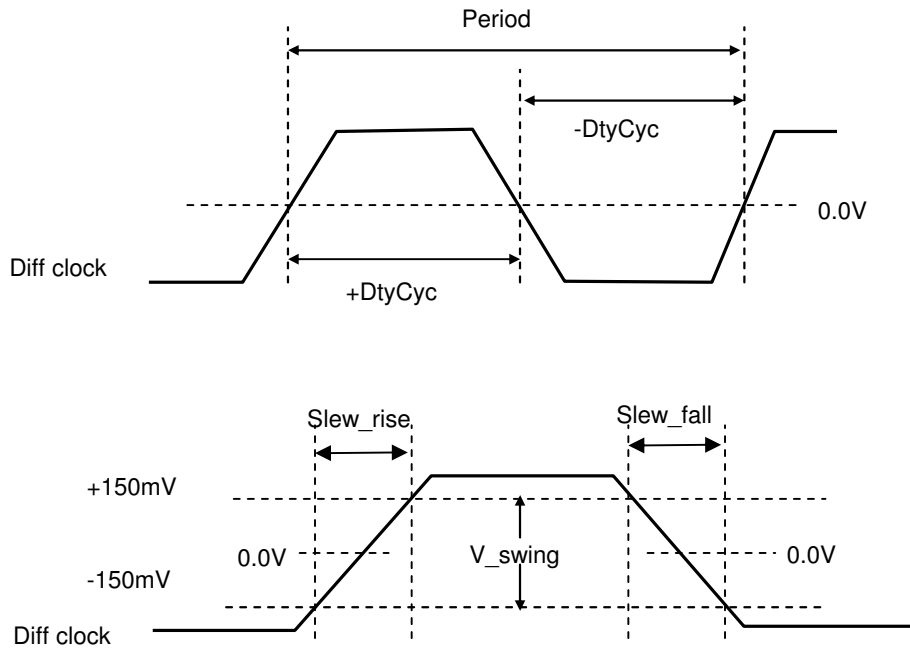 Period
-DtyCyc
0.0V
Diff clock
+DtyCyc
Slew_rise
Slew_fall
+150mV
0.0V
V_swing
0.0V
-150mV
Diff clock